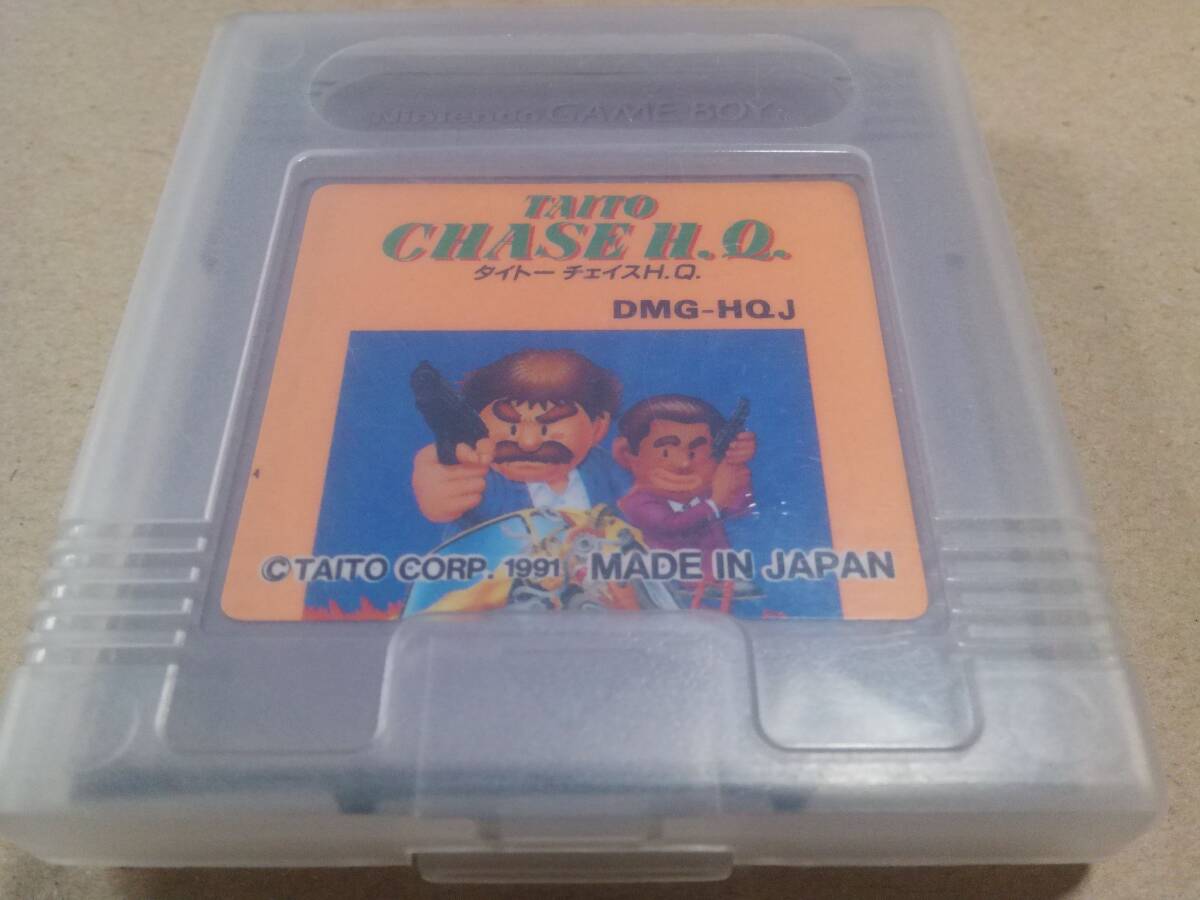 Nintendo GAME BOY
TAITO
CHASE H.Q.
タイトー チェイスH.Q.
DMG-HQJ
©TAITO CORP. 1991 MADE IN JAPAN